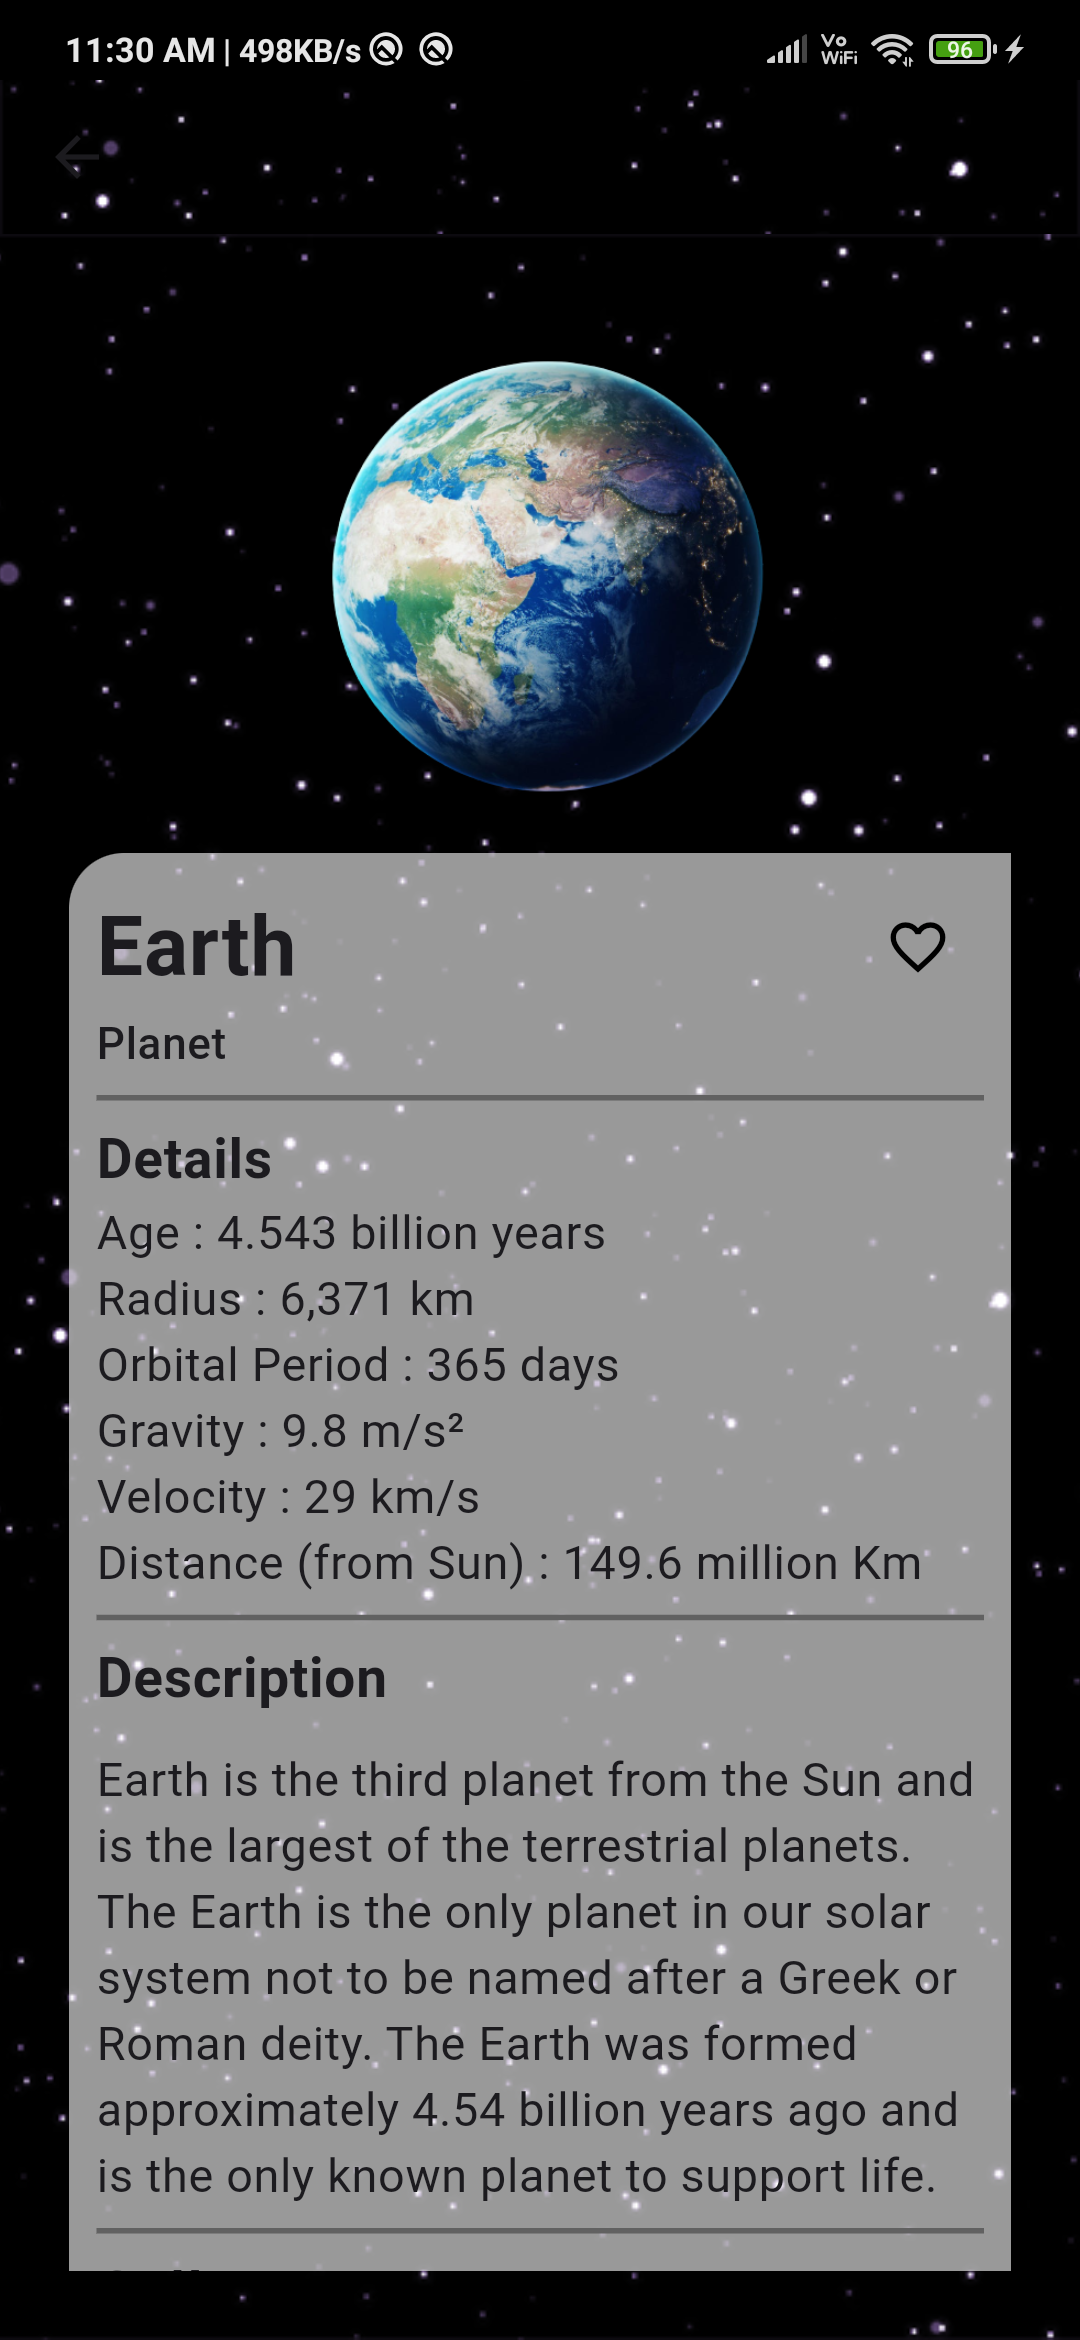 11:30 AM | 498KB/s
Vo
WiFi
96
Earth
Planet
Details
Age : 4.543 billion years
Radius : 6,371 km
Orbital Period : 365 days
Gravity : 9.8 m/s²
Velocity : 29 km/s
Distance (from Sun) : 149.6 million Km
Description
Earth is the third planet from the Sun and
is the largest of the terrestrial planets.
The Earth is the only planet in our solar
system not to be named after a Greek or
Roman deity. The Earth was formed
approximately 4.54 billion years ago and
is the only known planet to support life.